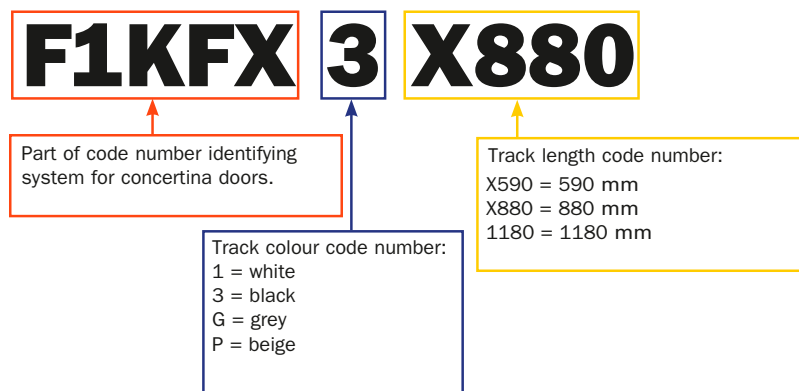 F1KFX 3 X880
Part of code number identifying
system for concertina doors.
Track colour code number:
1 = white
3 = black
G = grey
P = beige
Track length code number:
X590 = 590 mm
X880 = 880 mm
1180 = 1180 mm